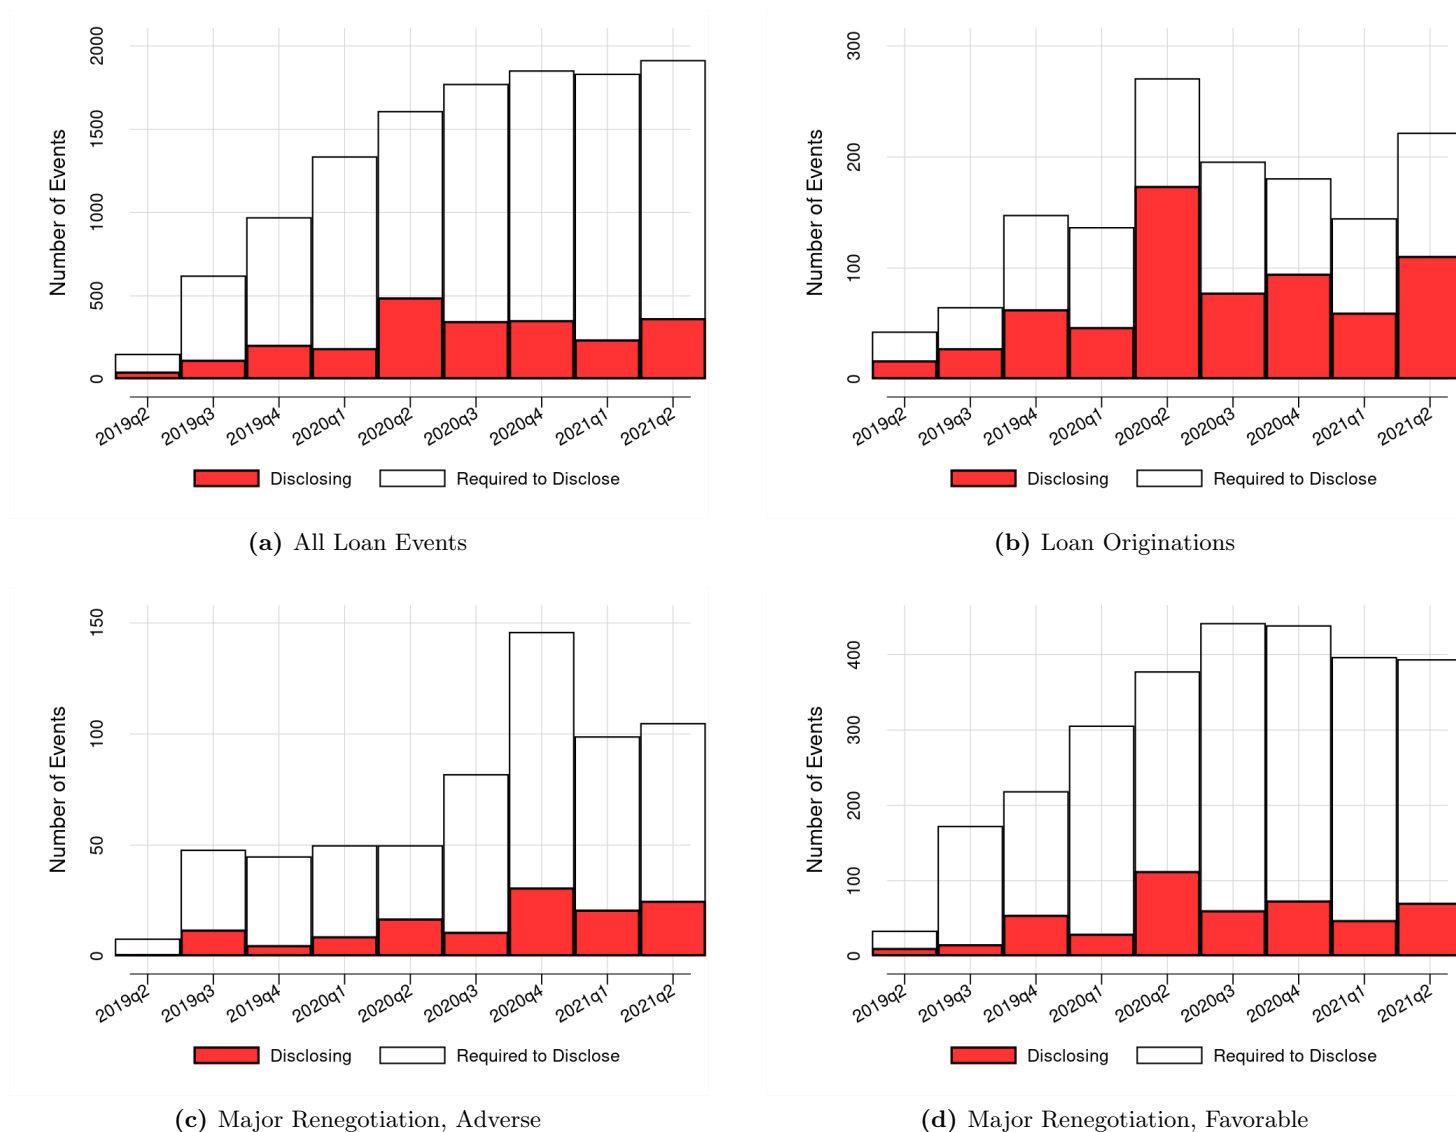 Number of Events
2000
1500
1000
500
0
2019q2 2019q3 2019q4 2020q1 2020q2 2020q3 2020q4 2021q1 2021q2
Disclosing Required to Disclose
(a) All Loan Events
Number of Events
300
200
100
0
2019q2 2019q3 2019q4 2020q1 2020q2 2020q3 2020q4 2021q1 2021q2
Disclosing Required to Disclose
(b) Loan Originations
Number of Events
150
100
50
0
2019q2 2019q3 2019q4 2020q1 2020q2 2020q3 2020q4 2021q1 2021q2
Disclosing Required to Disclose
(c) Major Renegotiation, Adverse
Number of Events
400
300
200
100
0
2019q2 2019q3 2019q4 2020q1 2020q2 2020q3 2020q4 2021q1 2021q2
Disclosing Required to Disclose
(d) Major Renegotiation, Favorable